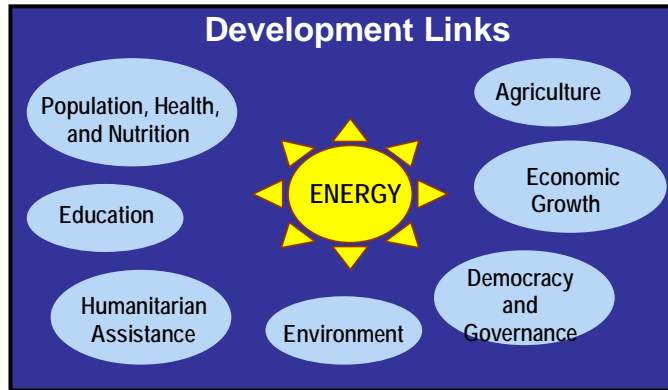 Development Links
Population, Health,
and Nutrition
Agriculture
ENERGY
Economic
Growth
Education
Humanitarian
Assistance
Environment
Democracy
and
Governance